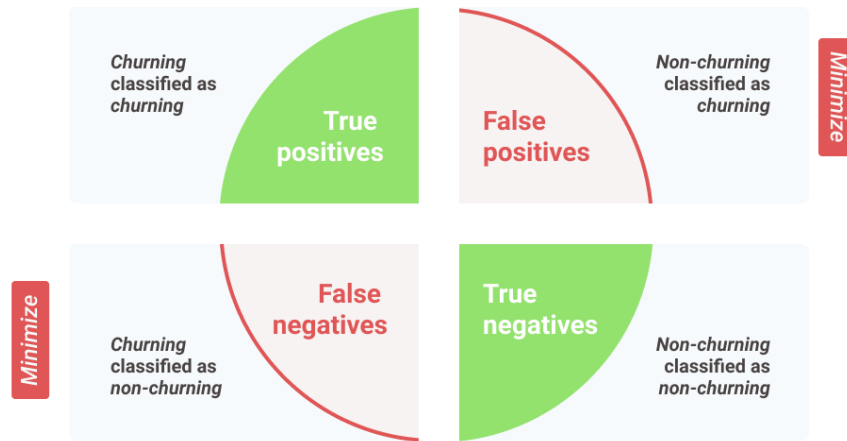 Churning
classified as
churning
True
positives
False
positives
Non-churning
classified as
churning
Minimize
Minimize
Churning
classified as
non-churning
False
negatives
True
negatives
Non-churning
classified as
non-churning